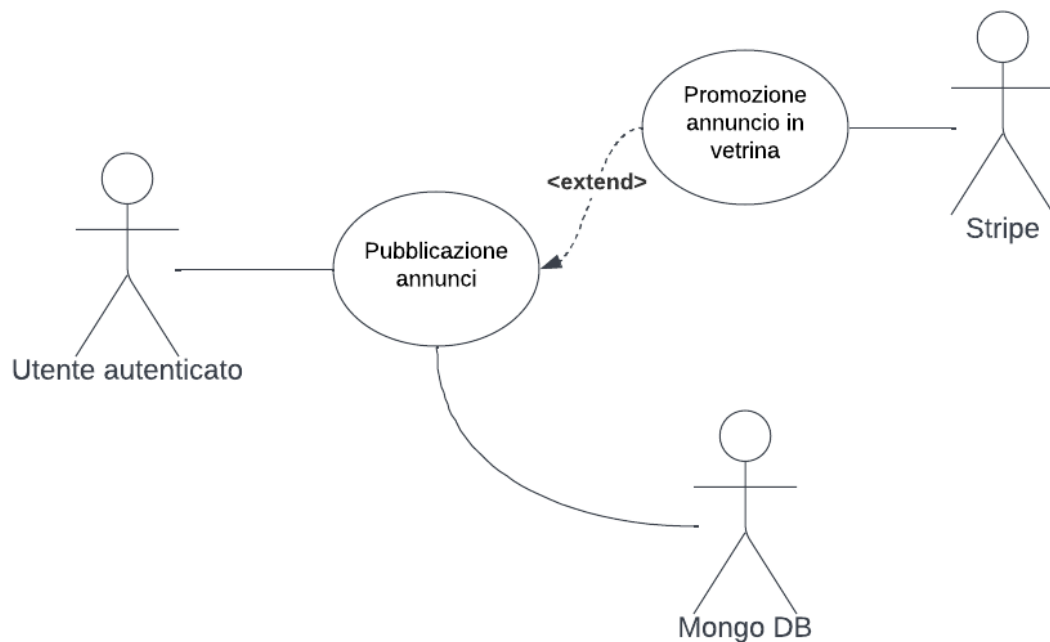 Promozione
annuncio in
vetrina
<extend>
Stripe
Pubblicazione
annunci
Utente autenticato
Mongo DB